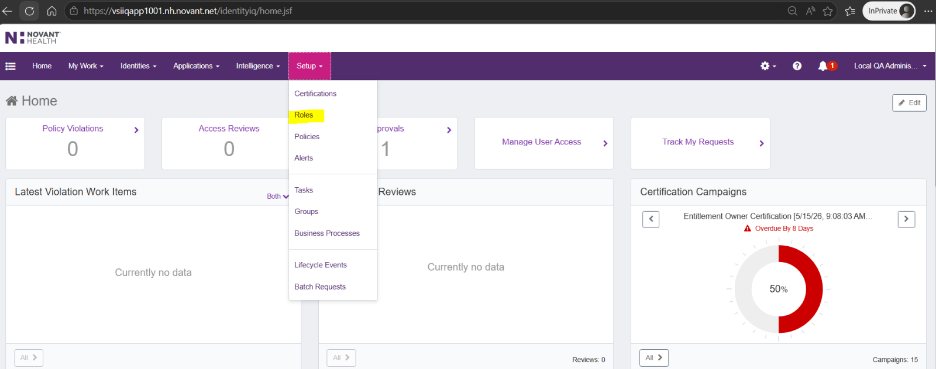 https://vsiiqapp1001.nh.novant.net/identityiq/home.jsf
InPrivate
NOVANT
HEALTH
Home My Work Identities Applications Intelligence Setup
1
Local QA Adminis...
Certifications
Roles
Policies
Alerts
Tasks
Groups
Business Processes
Lifecycle Events
Batch Requests
Home
Edit
Policy Violations
0
Access Reviews
0
provals
1
Manage User Access
Track My Requests
Latest Violation Work Items
Both
Currently no data
All
Reviews
Currently no data
All
Reviews: 0
Certification Campaigns
Entitlement Owner Certification [5/15/26, 9:08:03 AM...
Overdue By 8 Days
50%
All
Campaigns: 15